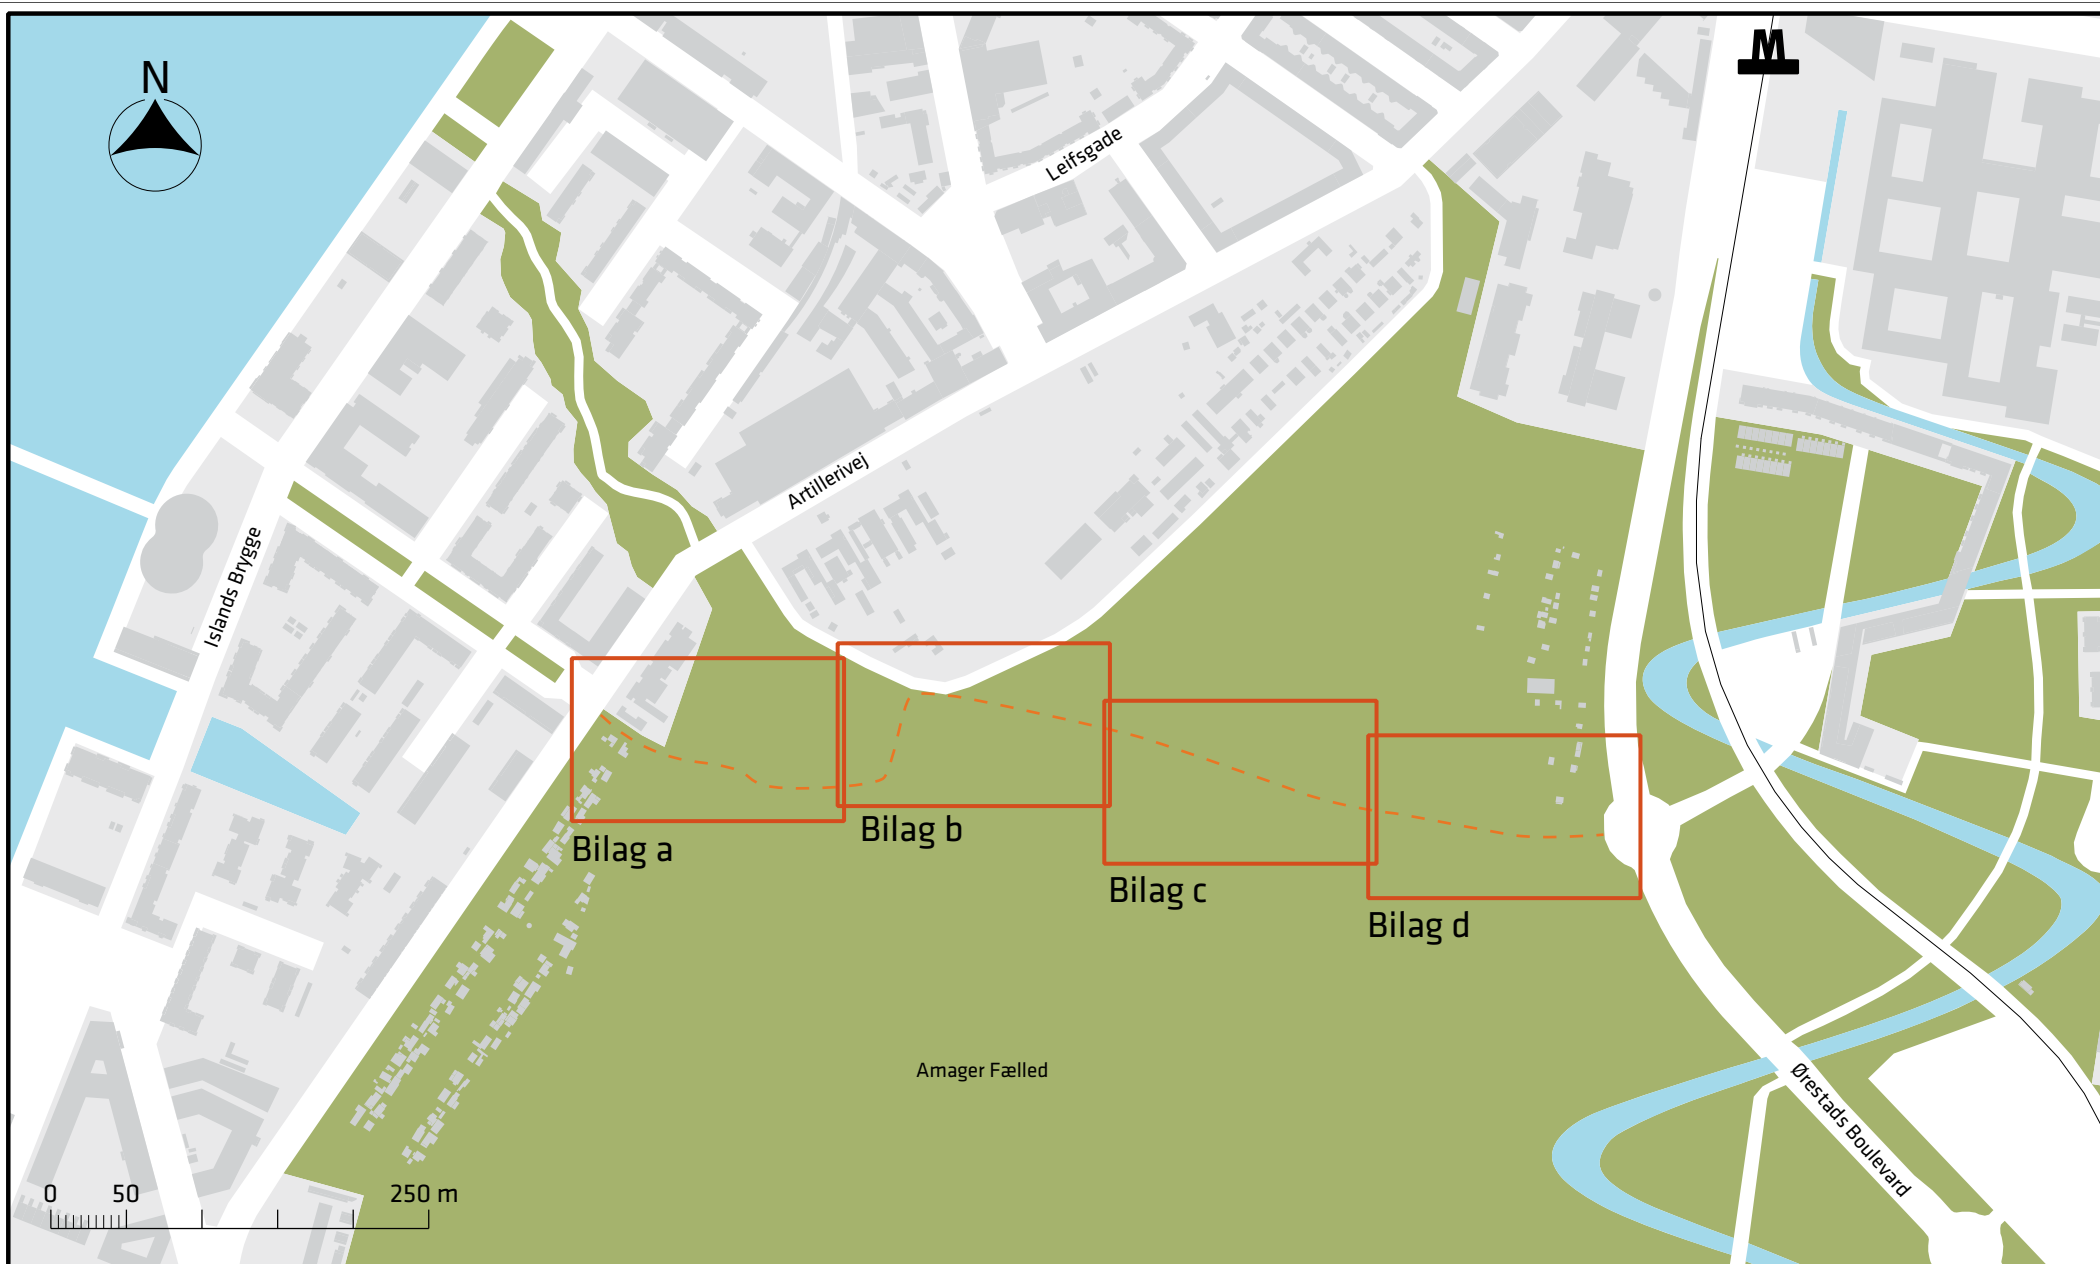 N
M
Leifsgade
Artillerivej
Islands Brygge
Bilag a
Bilag b
Bilag c
Bilag d
Amager Fælled
Ørestads Boulevard
0 50 250 m